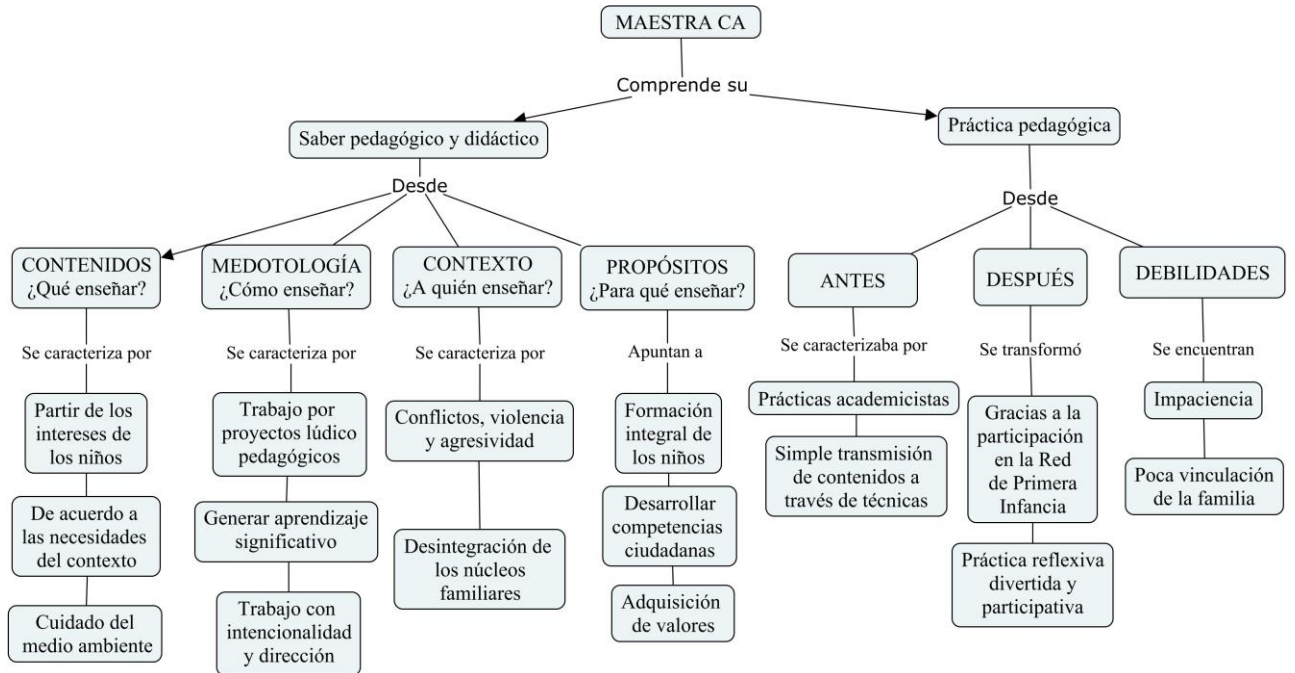 MAESTRA CA
Comprende su
Saber pedagógico y didáctico
Práctica pedagógica
Desde
Desde
CONTENIDOS
¿Qué enseñar?
MEDOTOLOGÍA
¿Cómo enseñar?
CONTEXTO
¿A quién enseñar?
PROPÓSITOS
¿Para qué enseñar?
ANTES
DESPUÉS
DEBILIDADES
Se caracteriza por
Se caracteriza por
Se caracteriza por
Apuntan a
Se caracterizaba por
Se transformó
Se encuentran
Partir de los
intereses de
los niños
De acuerdo a
las necesidades
del contexto
Cuidado del
medio ambiente
Trabajo por
proyectos lúdico
pedagógicos
Generar aprendizaje
significativo
Trabajo con
intencionalidad
y dirección
Conflictos, violencia
y agresividad
Desintegración de
los núcleos
familiares
Formación
integral de
los niños
Desarrollar
competencias
ciudadanas
Adquisición
de valores
Prácticas academicistas
Simple transmisión
de contenidos a
través de técnicas
Gracias a la
participación
en la Red
de Primera
Infancia
Práctica reflexiva
divertida y
participativa
Impaciencia
Poca vinculación
de la familia